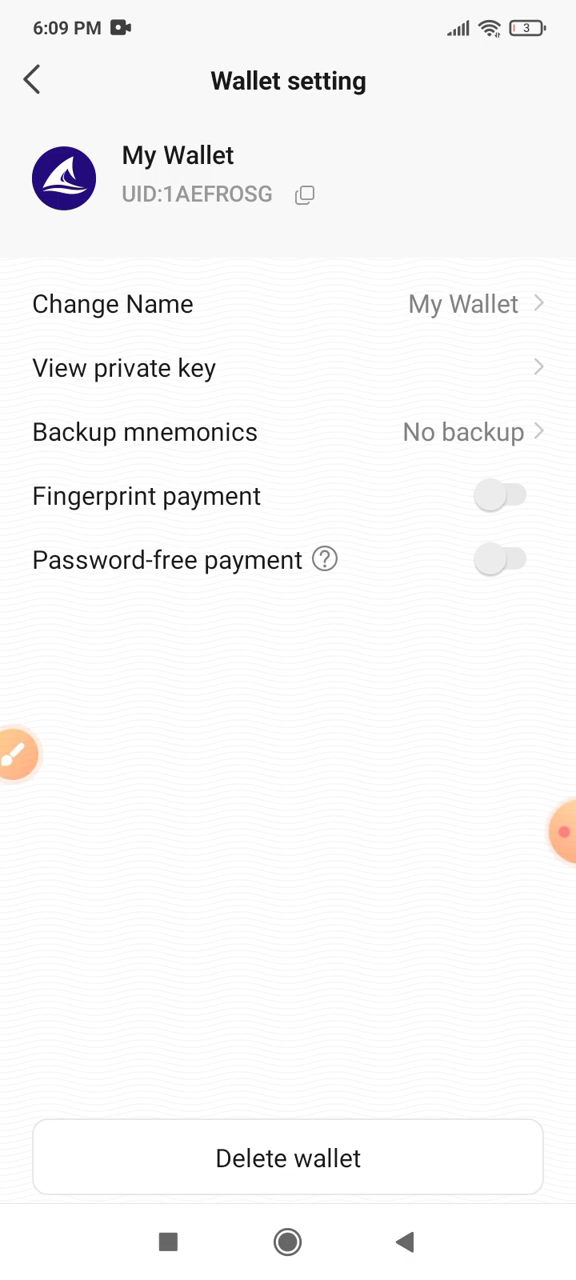 6:09 PM
3
Wallet setting
My Wallet
UID:1AEFROSG
Change Name My Wallet
View private key
Backup mnemonics No backup
Fingerprint payment
Password-free payment ?
Delete wallet